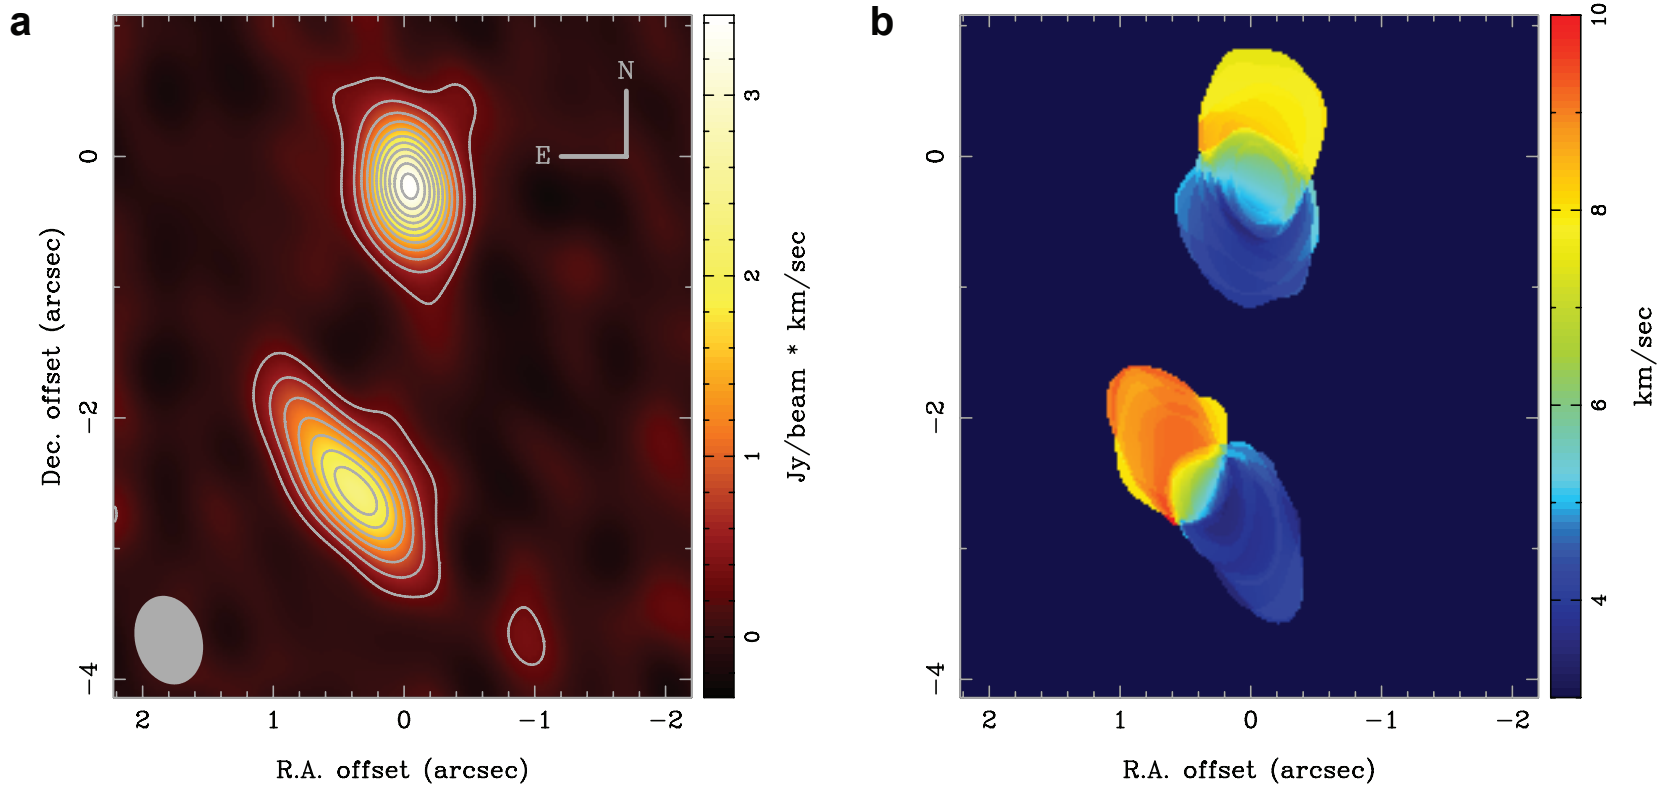 a
N
E
0
−2
−4
Dec. offset (arcsec)
2 1 0 −1 −2
R.A. offset (arcsec)
3
2
1
0
Jy/beam * km/sec
b
0
−2
−4
2 1 0 −1 −2
R.A. offset (arcsec)
10
8
6
4
km/sec